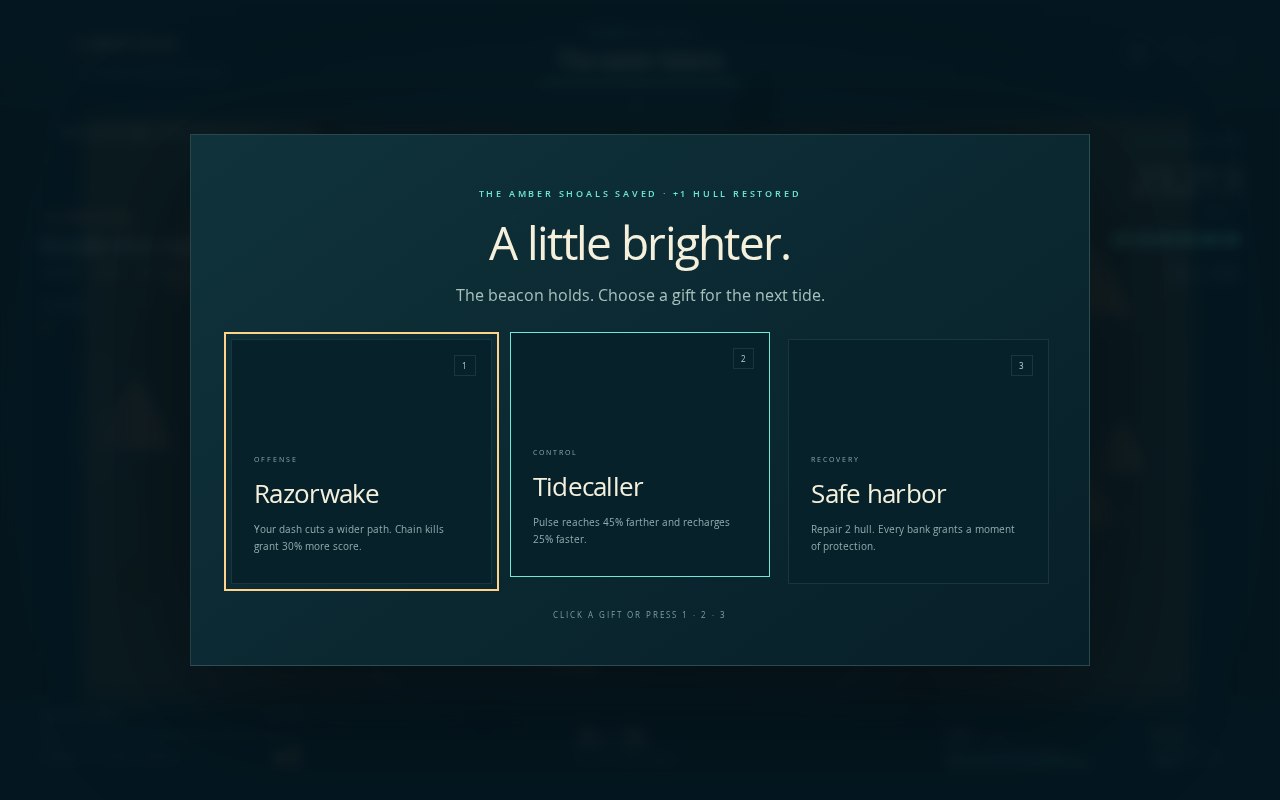 THE AMBER SHOALS SAVED · +1 HULL RESTORED
A little brighter.
The beacon holds. Choose a gift for the next tide.
1
OFFENSE
Razorwake
Your dash cuts a wider path. Chain kills
grant 30% more score.
2
CONTROL
Tidecaller
Pulse reaches 45% farther and recharges
25% faster.
3
RECOVERY
Safe harbor
Repair 2 hull. Every bank grants a moment
of protection.
CLICK A GIFT OR PRESS 1 · 2 · 3